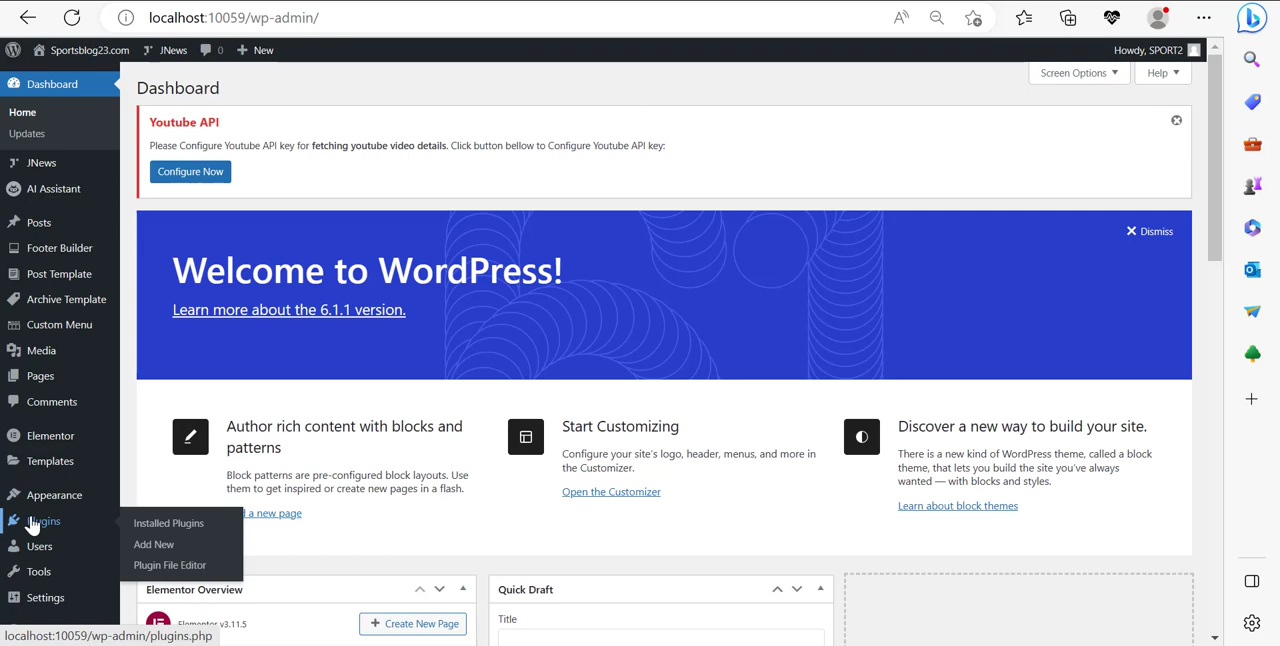 localhost:10059/wp-admin/
Sportsblog23.com JNews 0 New Howdy, SPORT2
Dashboard
Home
Updates
JNews
AI Assistant
Posts
Footer Builder
Post Template
Archive Template
Custom Menu
Media
Pages
Comments
Elementor
Templates
Appearance
Users
Tools
Settings
Installed Plugins
Add New
Plugin File Editor
localhost:10059/wp-admin/plugins.php
Screen Options Help
Dashboard
Youtube API
Please Configure Youtube API key for fetching youtube video details. Click button bellow to Configure Youtube API key:
Configure Now
Dismiss
Welcome to WordPress!
Learn more about the 6.1.1 version.
Author rich content with blocks and
patterns
Block patterns are pre-configured block layouts. Use
them to get inspired or create new pages in a flash.
a new page
Start Customizing
Configure your site's logo, header, menus, and more in
the Customizer.
Open the Customizer
Discover a new way to build your site.
There is a new kind of WordPress theme, called a block
theme, that lets you build the site you've always
wanted — with blocks and styles.
Learn about block themes
Elementor Overview
Elementor v3.11.5
Create New Page
Quick Draft
Title